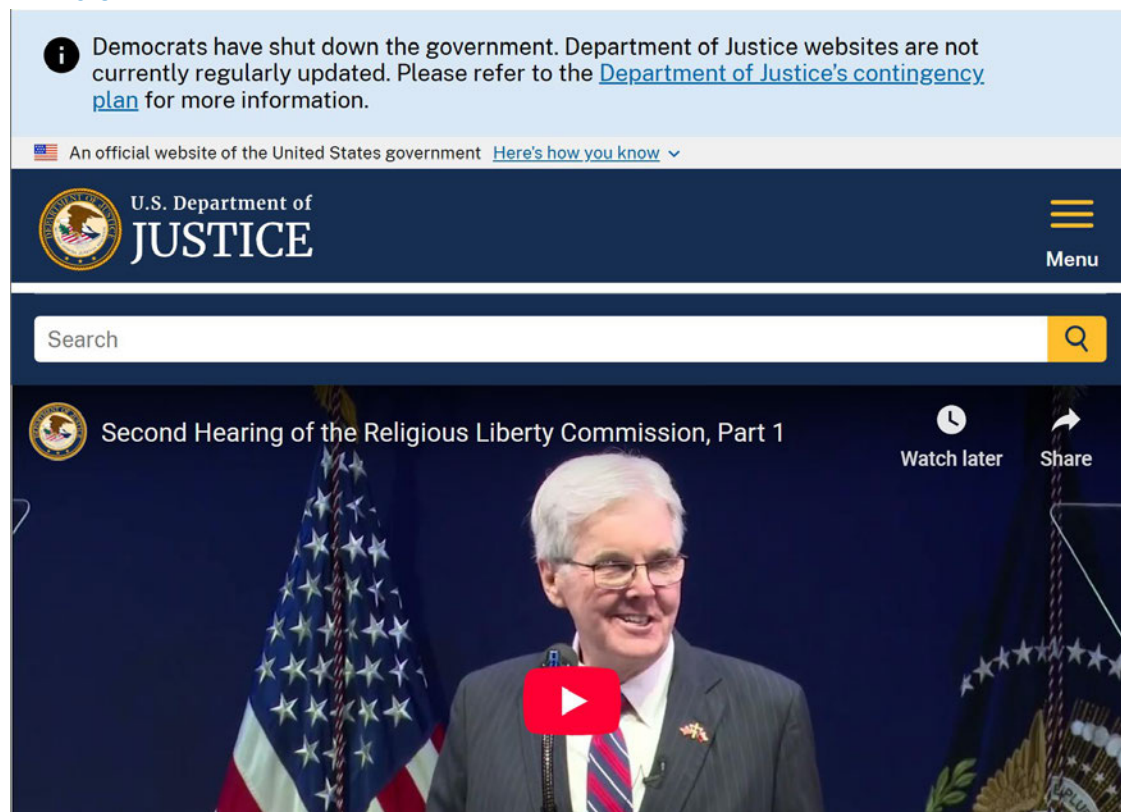 Democrats have shut down the government. Department of Justice websites are not
currently regularly updated. Please refer to the Department of Justice's contingency
plan for more information.
An official website of the United States government Here's how you know
U.S. Department of
JUSTICE
Menu
Search
Second Hearing of the Religious Liberty Commission, Part 1
Watch later
Share